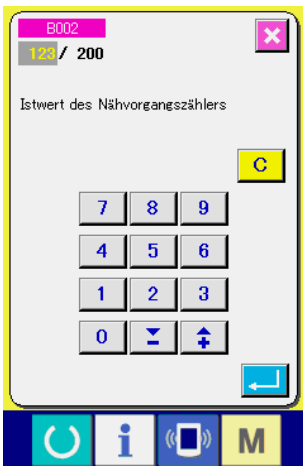 B002
123/ 200
Istwert des Nähvorgangszählers
C
7 8 9
4 5 6
1 2 3
0
i M